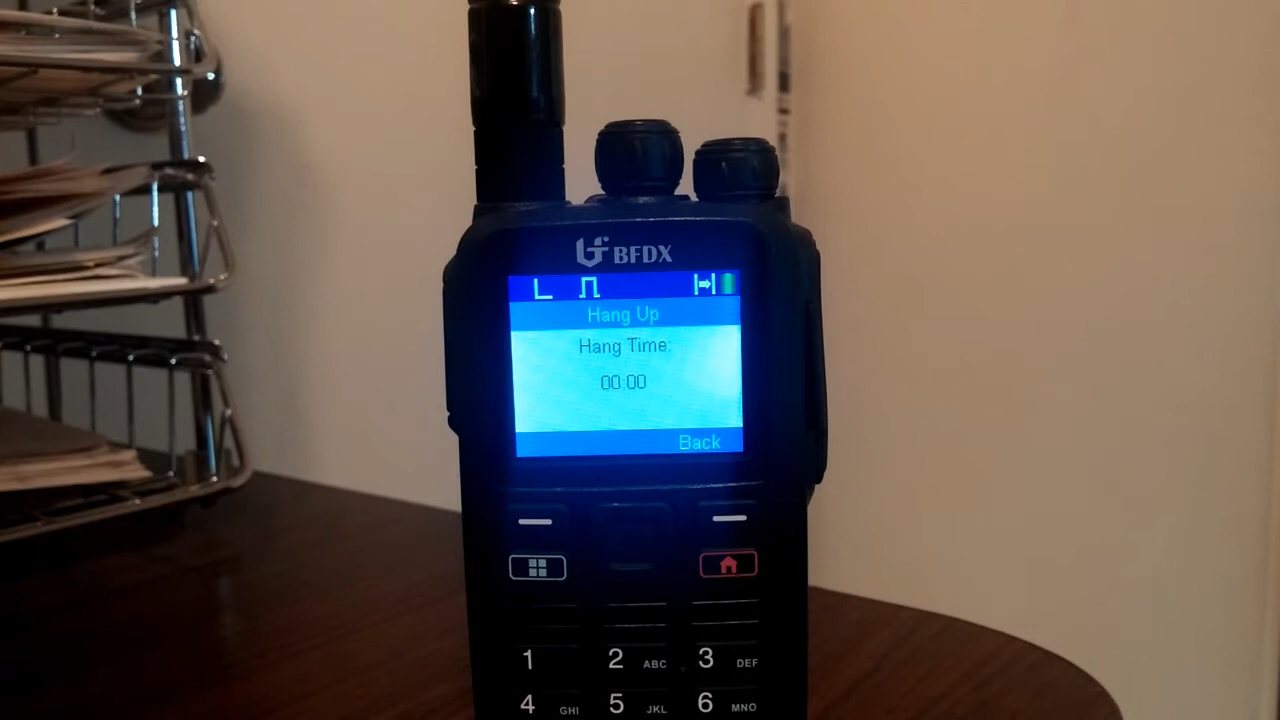 BFDX
L
Hang Up
Hang Time:
00:00
Back
1
2 ABC
3 DEF
4 GHI
5 JKL
6 MNO